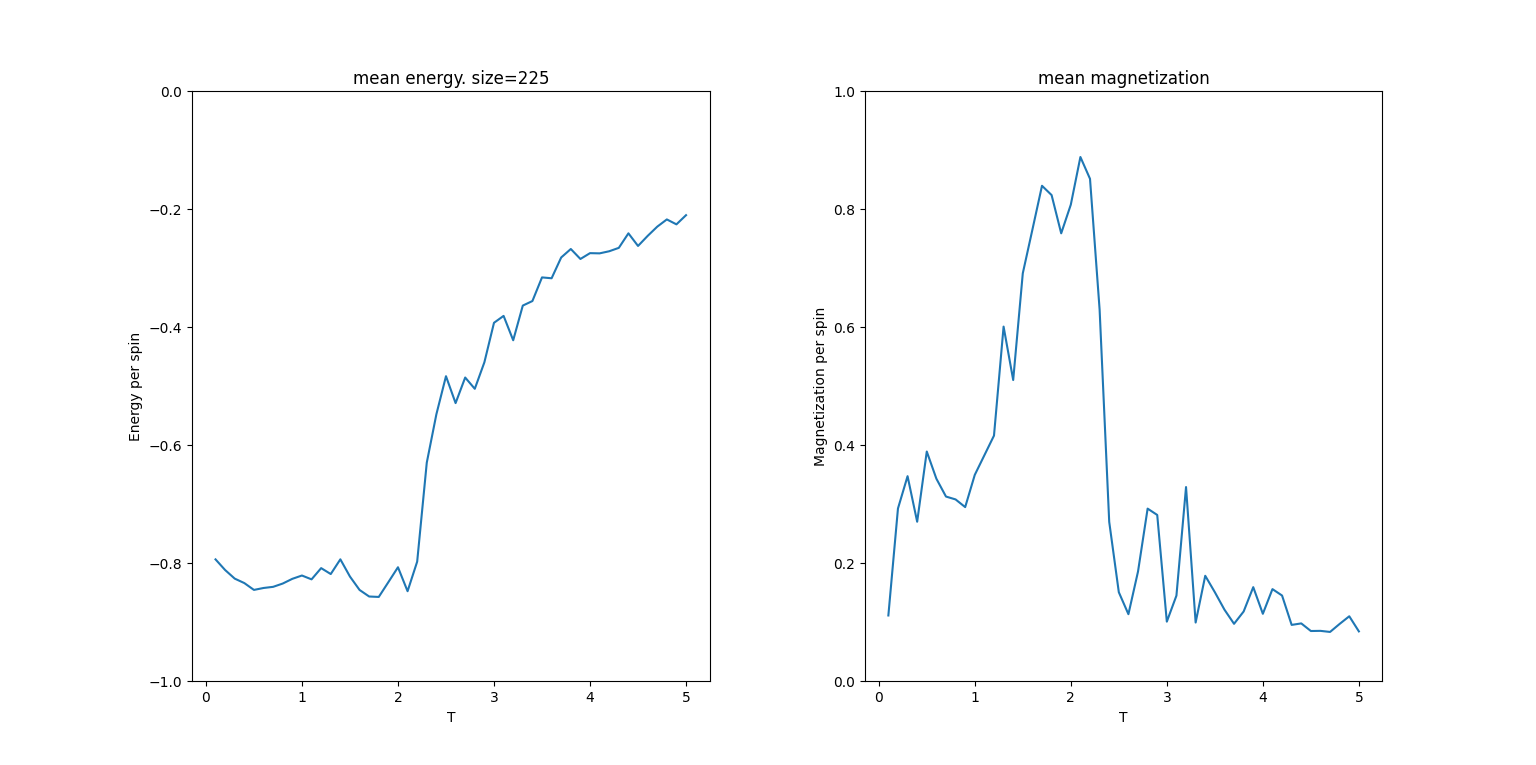 mean energy. size=225
0.0
−0.2
−0.4
−0.6
−0.8
−1.0
Energy per spin
0 1 2 3 4 5
T
mean magnetization
1.0
0.8
0.6
0.4
0.2
0.0
Magnetization per spin
0 1 2 3 4 5
T